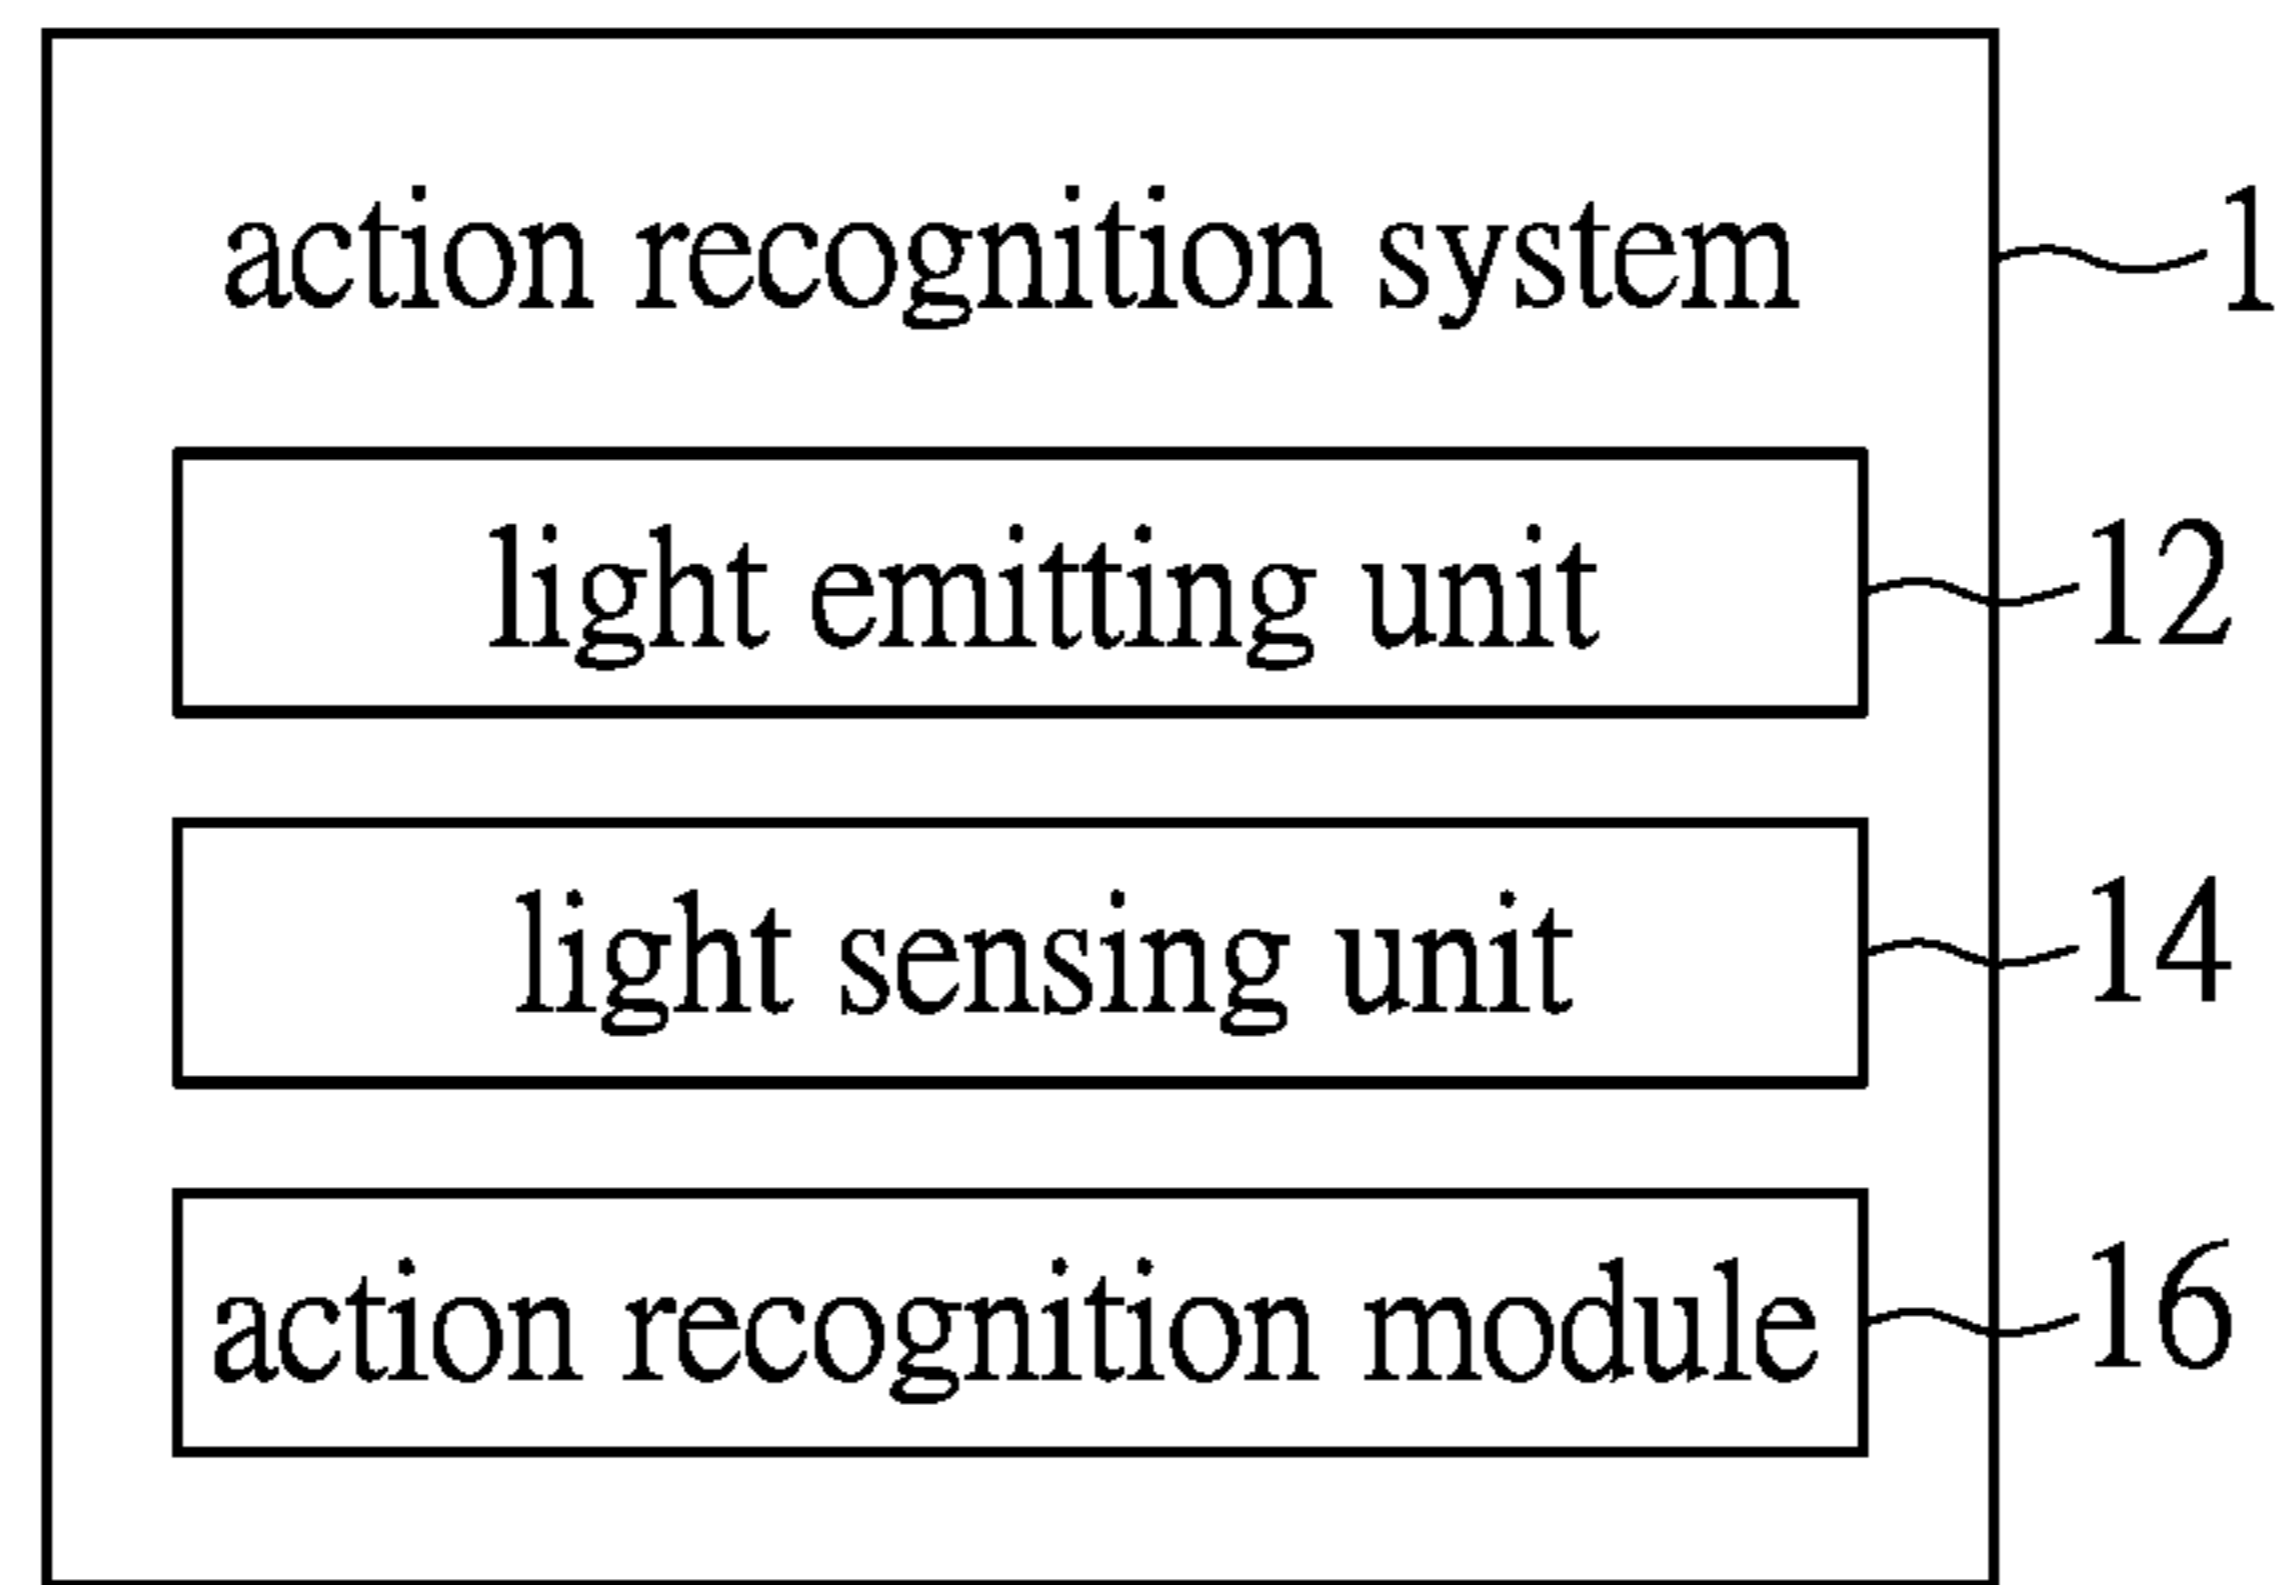 action recognition system 1
light emitting unit 12
light sensing unit 14
action recognition module 16